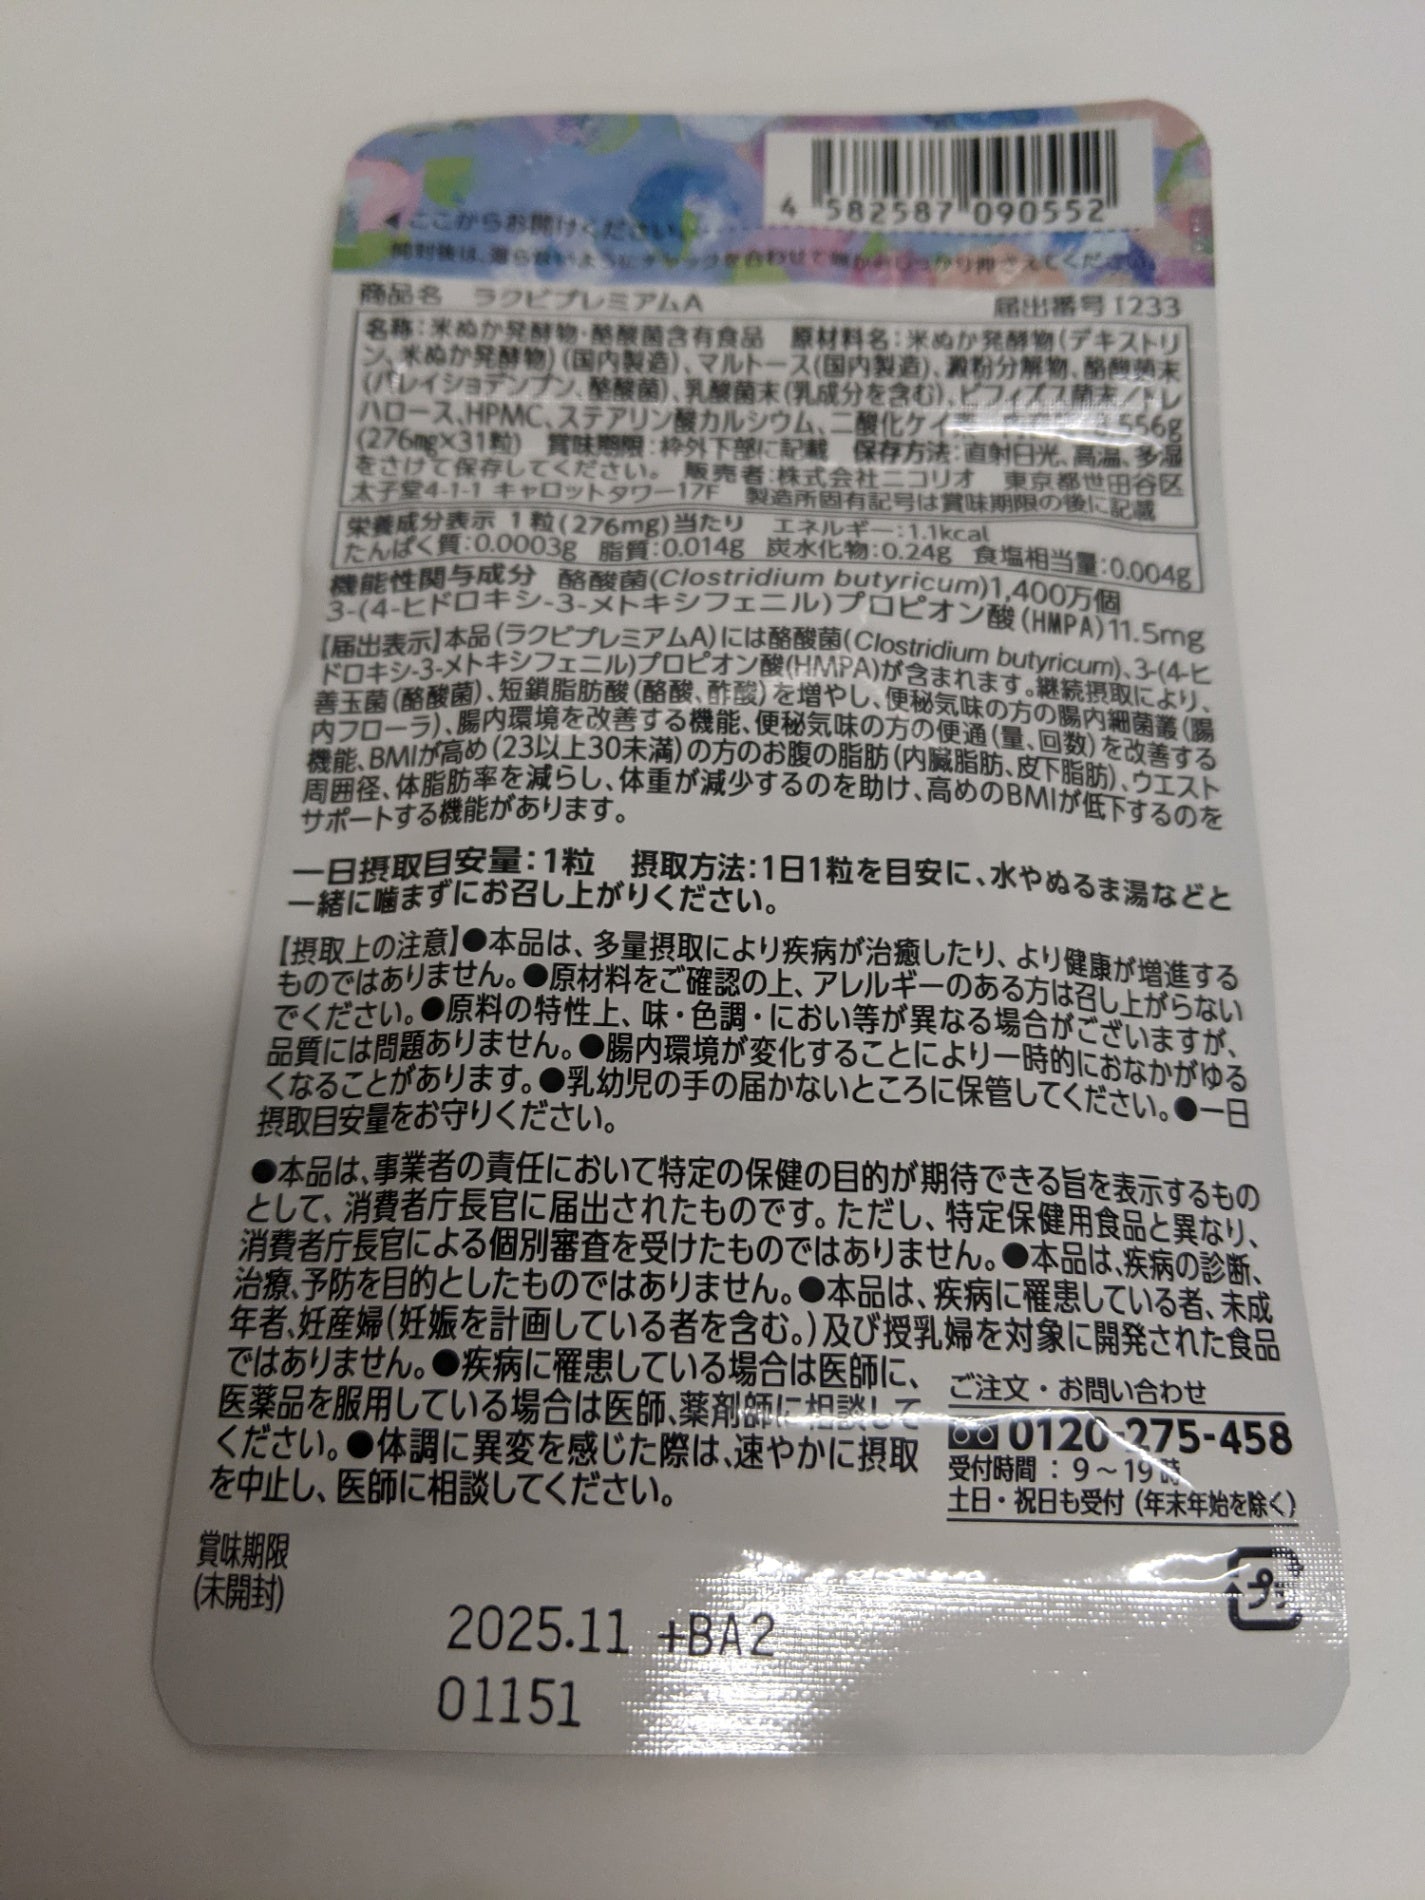 4 582587 090552
◀ここからお開けください。
開封後は、湿らないようにチャックを合わせて
商品名 ラクビプレミアムA 届出番号 I233
名称:米ぬか発酵物・酪酸菌含有食品 原材料名:米ぬか発酵物(デキストリ
ン、米ぬか発酵物)(国内製造)、マルトース(国内製造)、澱粉分解物、酪酸菌末
(バレイショデンプン、酪酸菌)、乳酸菌末(乳成分を含む)、ビフィズス菌末／トレ
ハロース、HPMC、ステアリン酸カルシウム、二酸化ケイ素 8.556g
(276mg×31粒) 賞味期限:枠外下部に記載 保存方法:直射日光、高温、多湿
をさけて保存してください。 販売者:株式会社ニコリオ 東京都世田谷区
太子堂4-1-1 キャロットタワー17F 製造所固有記号は賞味期限の後に記載
栄養成分表示 1粒(276mg)当たり エネルギー:1.1kcal
たんぱく質:0.0003g 脂質:0.014g 炭水化物:0.24g 食塩相当量:0.004g
機能性関与成分 酪酸菌(Clostridium butyricum)1,400万個
3-(4-ヒドロキシ-3-メトキシフェニル)プロピオン酸(HMPA)11.5mg
【届出表示】本品(ラクビプレミアムA)には酪酸菌(Clostridium butyricum)、3-(4-ヒ
ドロキシ-3-メトキシフェニル)プロピオン酸(HMPA)が含まれます。継続摂取により、
善玉菌(酪酸菌)、短鎖脂肪酸(酪酸、酢酸)を増やし、便秘気味の方の腸内細菌叢(腸
内フローラ)、腸内環境を改善する機能、便秘気味の方の便通(量、回数)を改善する
機能、BMIが高め(23以上30未満)の方のお腹の脂肪(内臓脂肪、皮下脂肪)、ウエスト
周囲径、体脂肪率を減らし、体重が減少するのを助け、高めのBMIが低下するのを
サポートする機能があります。
一日摂取目安量:1粒 摂取方法:1日1粒を目安に、水やぬるま湯などと
一緒に噛まずにお召し上がりください。
【摂取上の注意】●本品は、多量摂取により疾病が治癒したり、より健康が増進する
ものではありません。●原材料をご確認の上、アレルギーのある方は召し上がらない
でください。●原料の特性上、味・色調・におい等が異なる場合がございますが、
品質には問題ありません。●腸内環境が変化することにより一時的におなかがゆる
くなることがあります。●乳幼児の手の届かないところに保管してください。●一日
摂取目安量をお守りください。
●本品は、事業者の責任において特定の保健の目的が期待できる旨を表示するもの
として、消費者庁長官に届出されたものです。ただし、特定保健用食品と異なり、
消費者庁長官による個別審査を受けたものではありません。●本品は、疾病の診断、
治療、予防を目的としたものではありません。●本品は、疾病に罹患している者、未成
年者、妊産婦(妊娠を計画している者を含む。)及び授乳婦を対象に開発された食品
ではありません。●疾病に罹患している場合は医師に、
医薬品を服用している場合は医師、薬剤師に相談して
ください。●体調に異変を感じた際は、速やかに摂取
を中止し、医師に相談してください。
ご注文・お問い合わせ
0120-275-458
受付時間：9～19時
土日・祝日も受付（年末年始を除く）
賞味期限
(未開封)
プ
2025.11 +BA2
01151